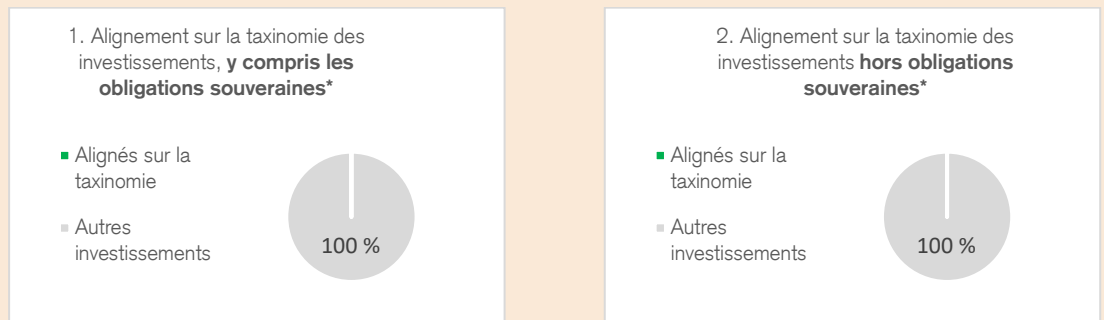 1. Alignement sur la taxinomie des
investissements, y compris les
obligations souveraines*
Alignés sur la
taxinomie
Autres
investissements
100 %
2. Alignement sur la taxinomie des
investissements hors obligations
souveraines*
Alignés sur la
taxinomie
Autres
investissements
100 %